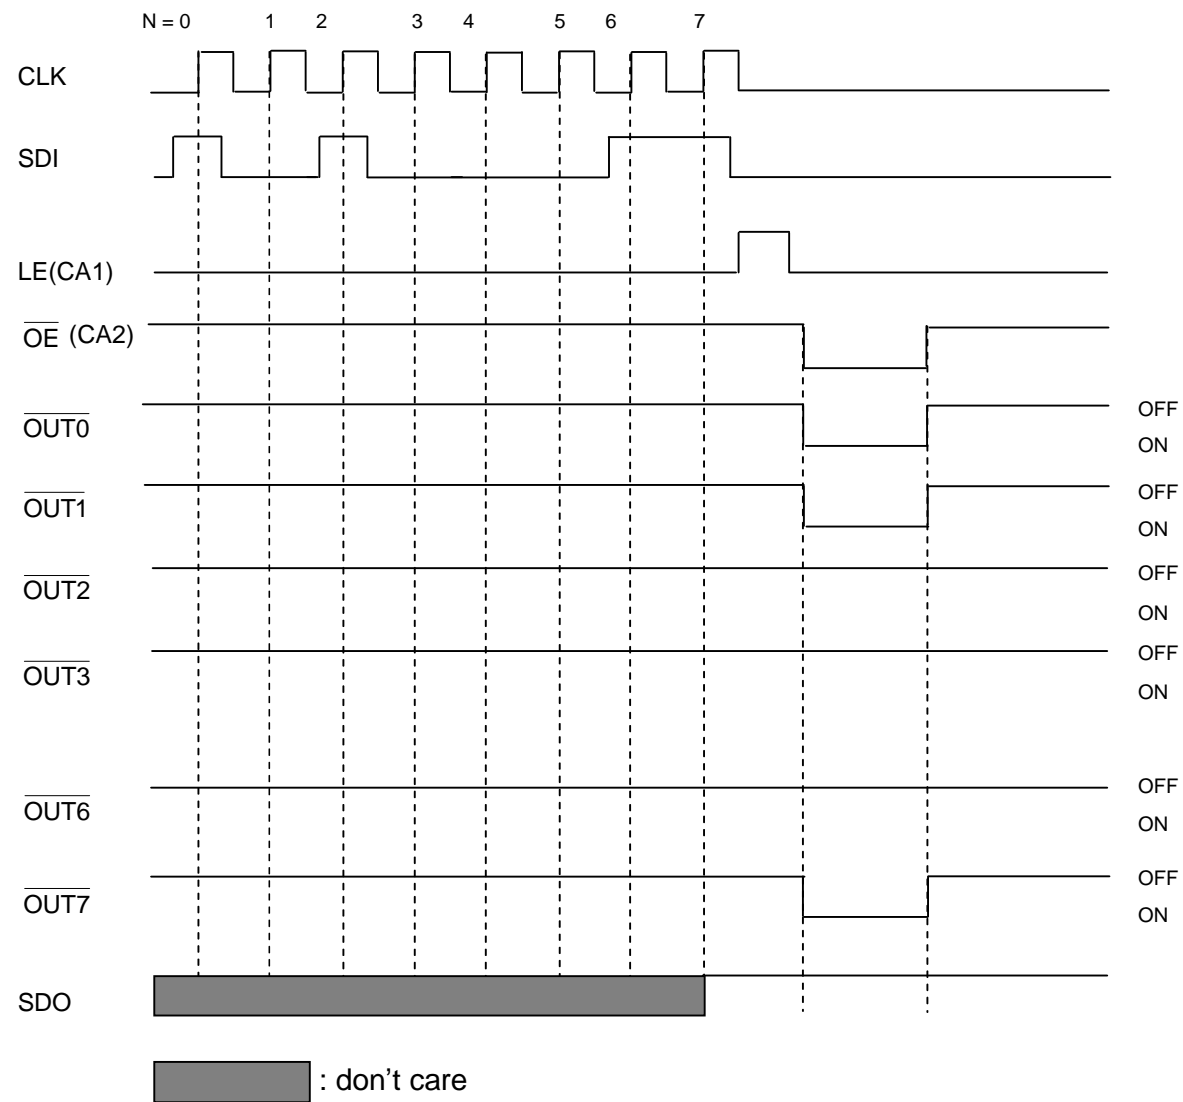 N = 0 1 2 3 4 5 6 7
CLK
SDI
LE(CA1)
OE (CA2)
OUT0
OFF
ON
OUT1
OFF
ON
OUT2
OFF
ON
OUT3
OFF
ON
OUT6
OFF
ON
OUT7
OFF
ON
SDO
: don't care